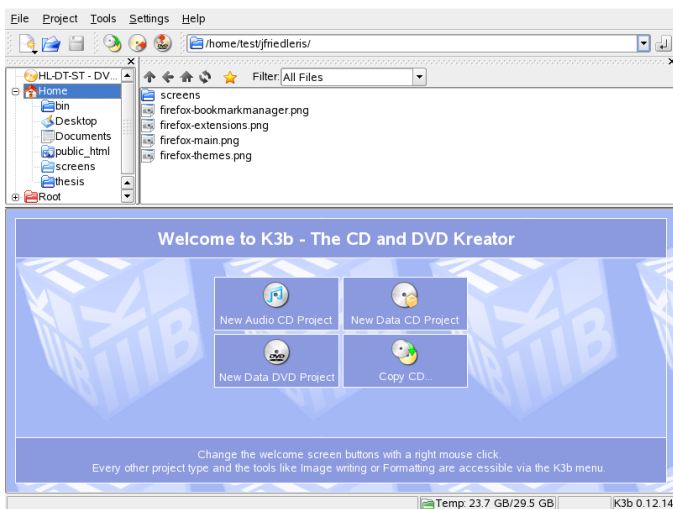 File Project Tools Settings Help
/home/test/jfriedleris/
HL-DT-ST - DV...
Home
bin
Desktop
Documents
public_html
screens
thesis
Root
Filter: All Files
screens
firefox-bookmarkmanager.png
firefox-extensions.png
firefox-main.png
firefox-themes.png
Welcome to K3b - The CD and DVD Kreator
New Audio CD Project
New Data CD Project
New Data DVD Project
Copy CD...
Change the welcome screen buttons with a right mouse click.
Every other project type and the tools like Image writing or Formatting are accessible via the K3b menu.
Temp: 23.7 GB/29.5 GB
K3b 0.12.14